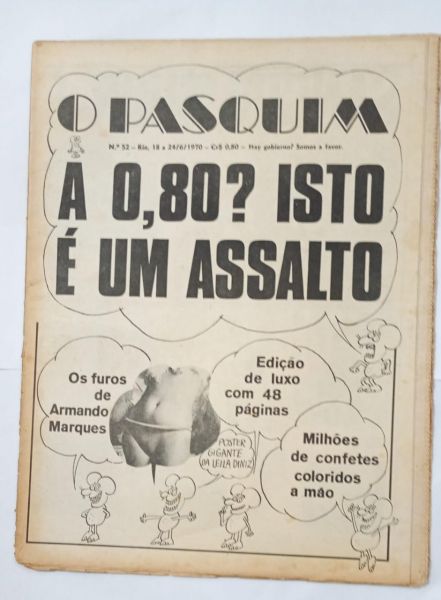 O PASQUIM
N.º 52 – Rio, 18 a 24/6/1970 – Cr$ 0,80 – Hay gobierno? Somos a favor.
A 0,80? ISTO
É UM ASSALTO
Os furos
de
Armando
Marques
POSTER
GIGANTE
DA LEILA DINIZ
Edição
de luxo
com 48
páginas
Milhões
de confetes
coloridos
a mão